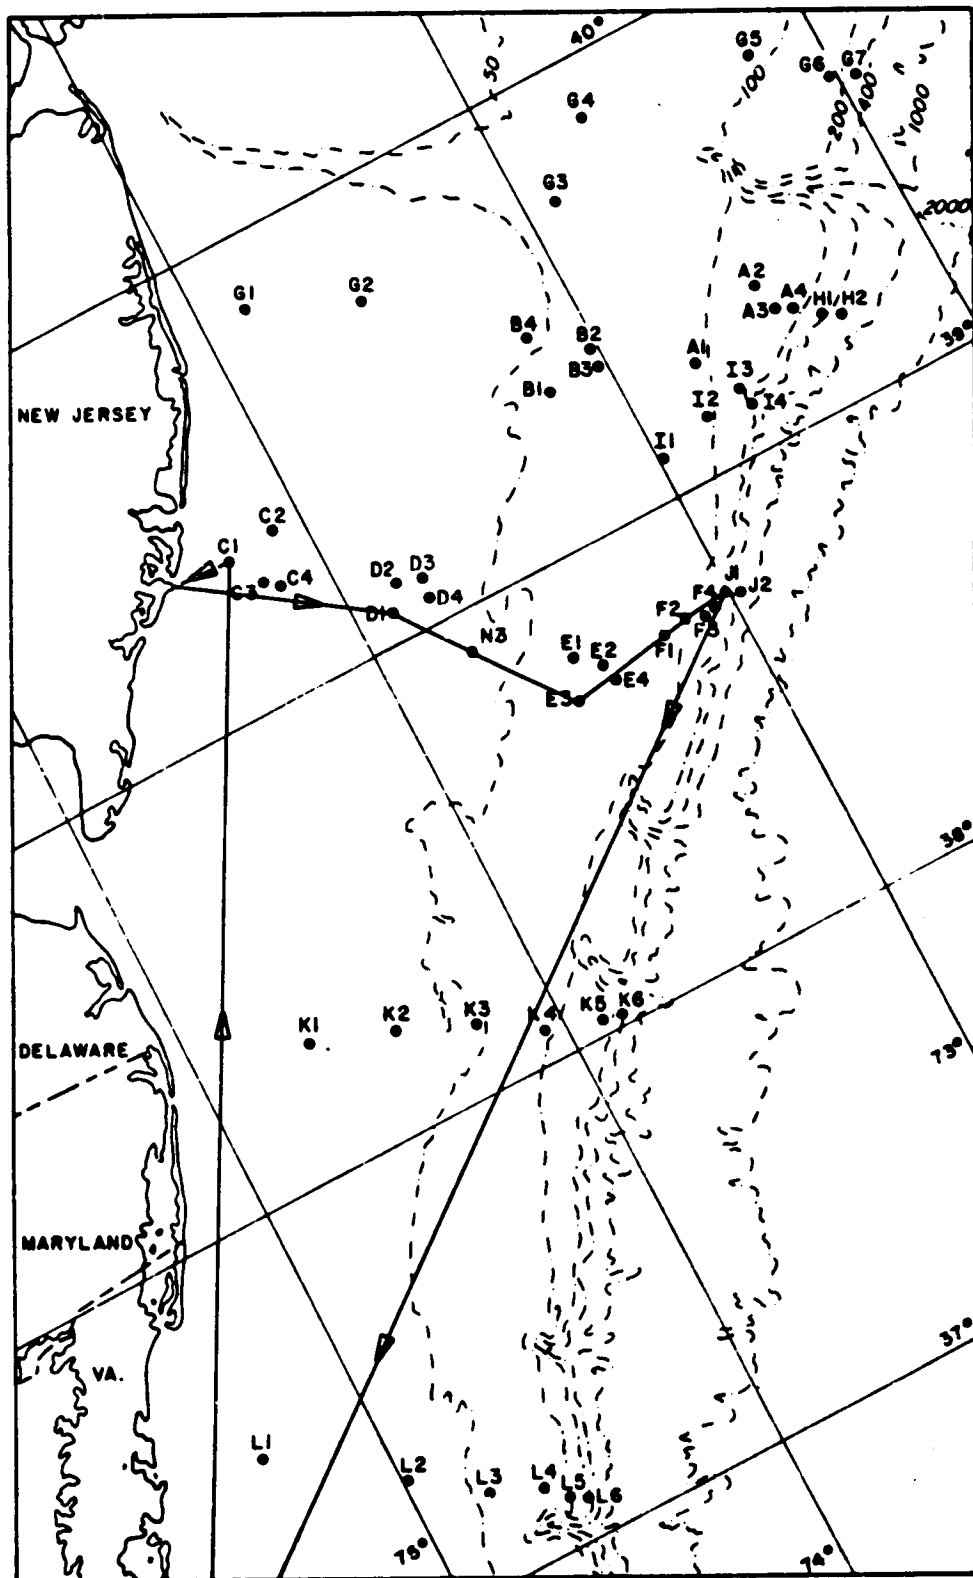 40°
50
100
200
400
1000
2000
G5
G6
G7
G4
G3
G1
G2
A2
A3
A4
H1/H2
B4
B2
B3
B1
A1
I3
I2
I4
39°
NEW JERSEY
I1
C2
C1
C3
C4
D2
D3
D4
D1
J1
J2
F4
F2
F3
F1
N3
E1
E2
E4
E3
38°
K1
K2
K3
K4
K5
K6
DELAWARE
73°
MARYLAND
37°
VA.
L1
L2
L3
L4
L5
L6
75°
74°